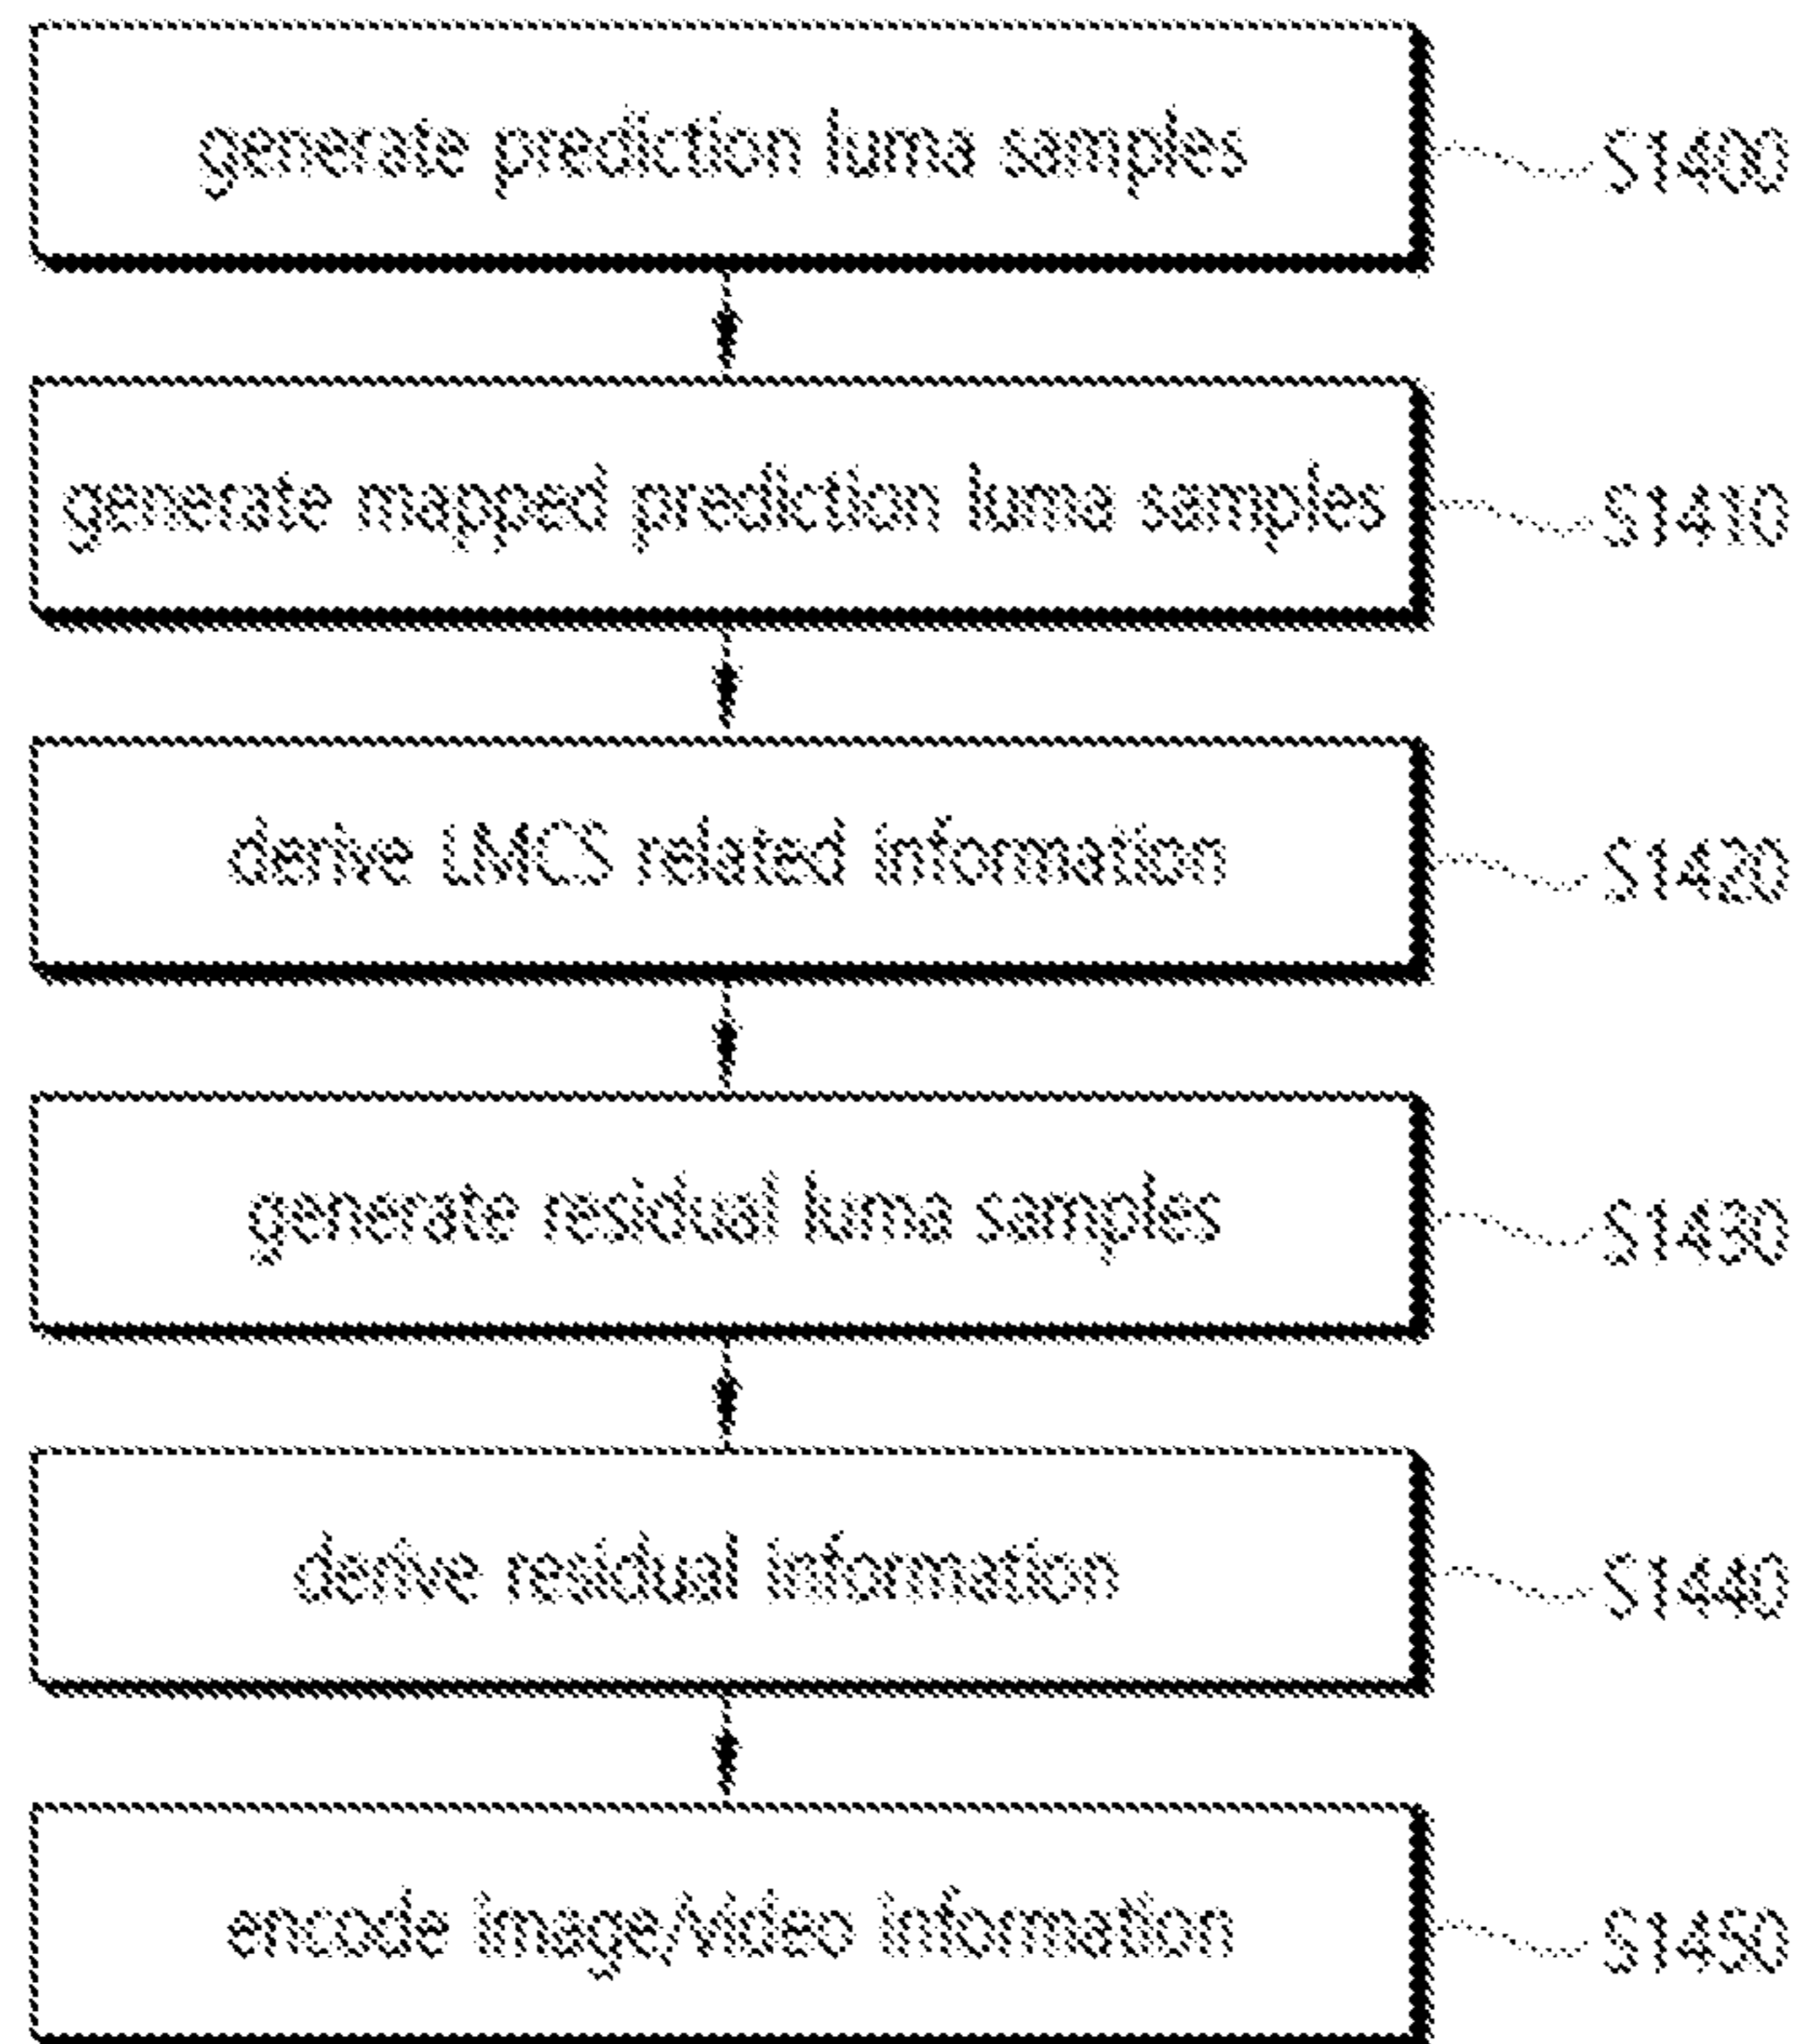 generate prediction luma samples
S1400
generate mapped prediction luma samples
S1410
derive LMCS related information
S1420
generate residual luma samples
S1430
derive residual information
S1440
encode image/video information
S1450